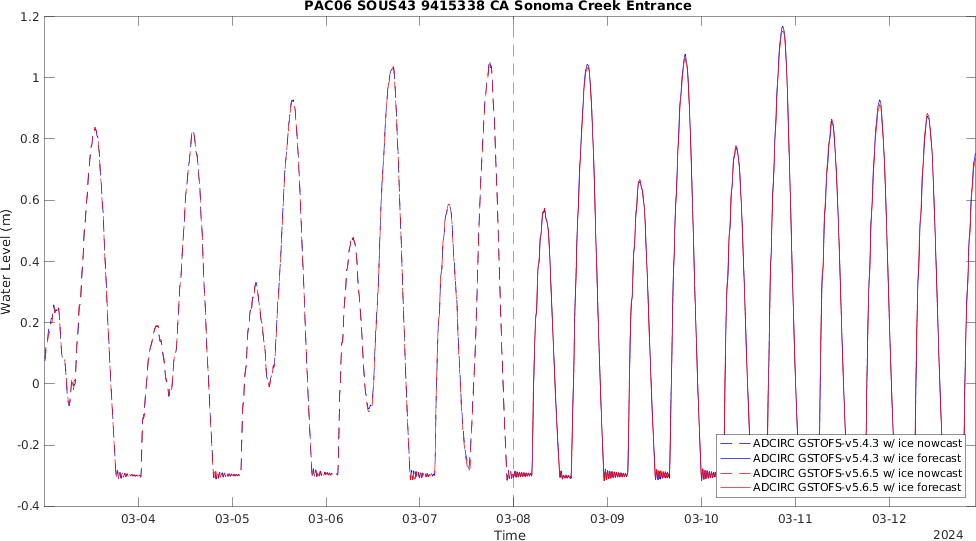 PAC06 SOUS43 9415338 CA Sonoma Creek Entrance
1.2
1
0.8
0.6
0.4
0.2
0
-0.2
-0.4
Water Level (m)
03-04
03-05
03-06
03-07
03-08
03-09
03-10
03-11
03-12
Time
2024
ADCIRC GSTOFS-v5.4.3 w/ ice nowcast
ADCIRC GSTOFS-v5.4.3 w/ ice forecast
ADCIRC GSTOFS-v5.6.5 w/ ice nowcast
ADCIRC GSTOFS-v5.6.5 w/ ice forecast